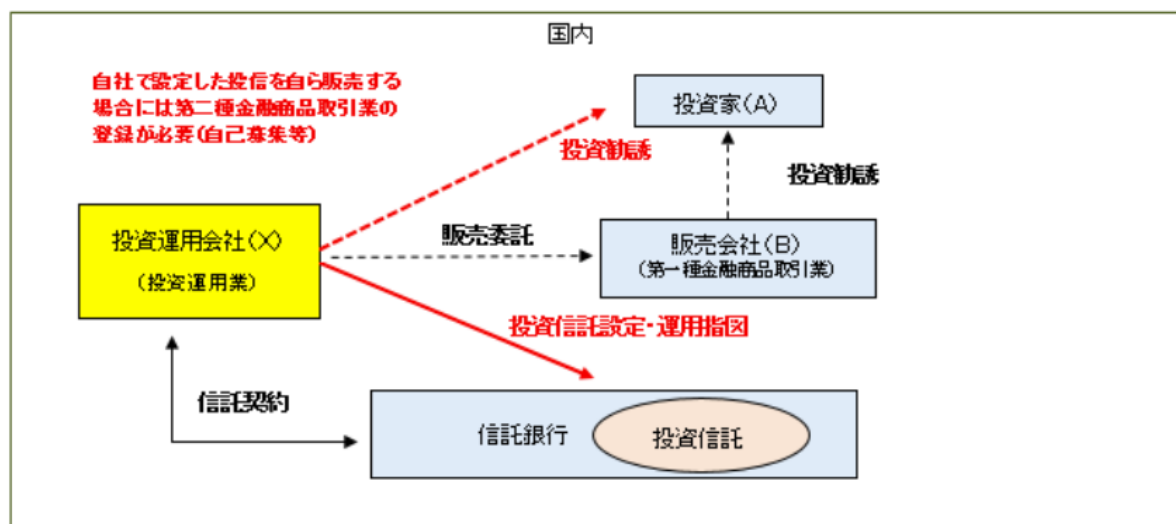 国内
自社で設定した投信を自ら販売する
場合には第二種金融商品取引業の
登録が必要(自己募集等)
投資家(A)
投資勧誘
投資勧誘
投資運用会社(X)
(投資運用業)
販売委託
販売会社(B)
(第一種金融商品取引業)
投資信託設定・運用指図
信託契約
信託銀行
投資信託